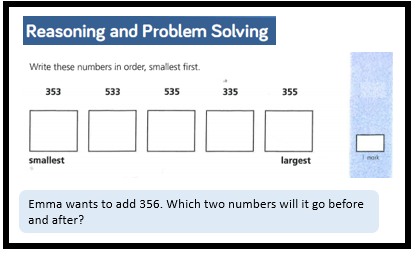 Reasoning and Problem Solving
Write these numbers in order, smallest first.
353 533 535 335 355
smallest largest
1 mark
Emma wants to add 356. Which two numbers will it go before
and after?